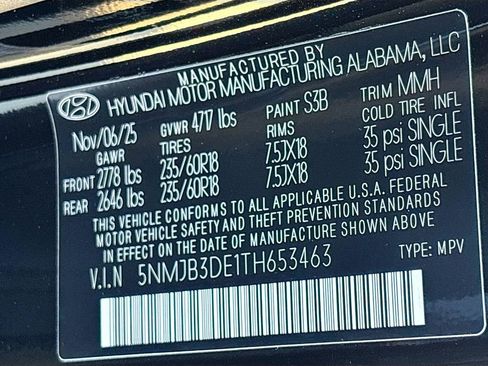 MANUFACTURED BY
HYUNDAI MOTOR MANUFACTURING ALABAMA, LLC
Nov/06/25 GVWR 4717 lbs PAINT S3B TRIM MMH
GAWR TIRES RIMS COLD TIRE INFL
FRONT 2778 lbs 235/60R18 7.5JX18 35 psi SINGLE
REAR 2646 lbs 235/60R18 7.5JX18 35 psi SINGLE
THIS VEHICLE CONFORMS TO ALL APPLICABLE U.S.A. FEDERAL
MOTOR VEHICLE SAFETY AND THEFT PREVENTION STANDARDS
IN EFFECT ON THE DATE OF MANUFACTURE SHOWN ABOVE
V.I.N 5NMJB3DE1TH653463 TYPE: MPV